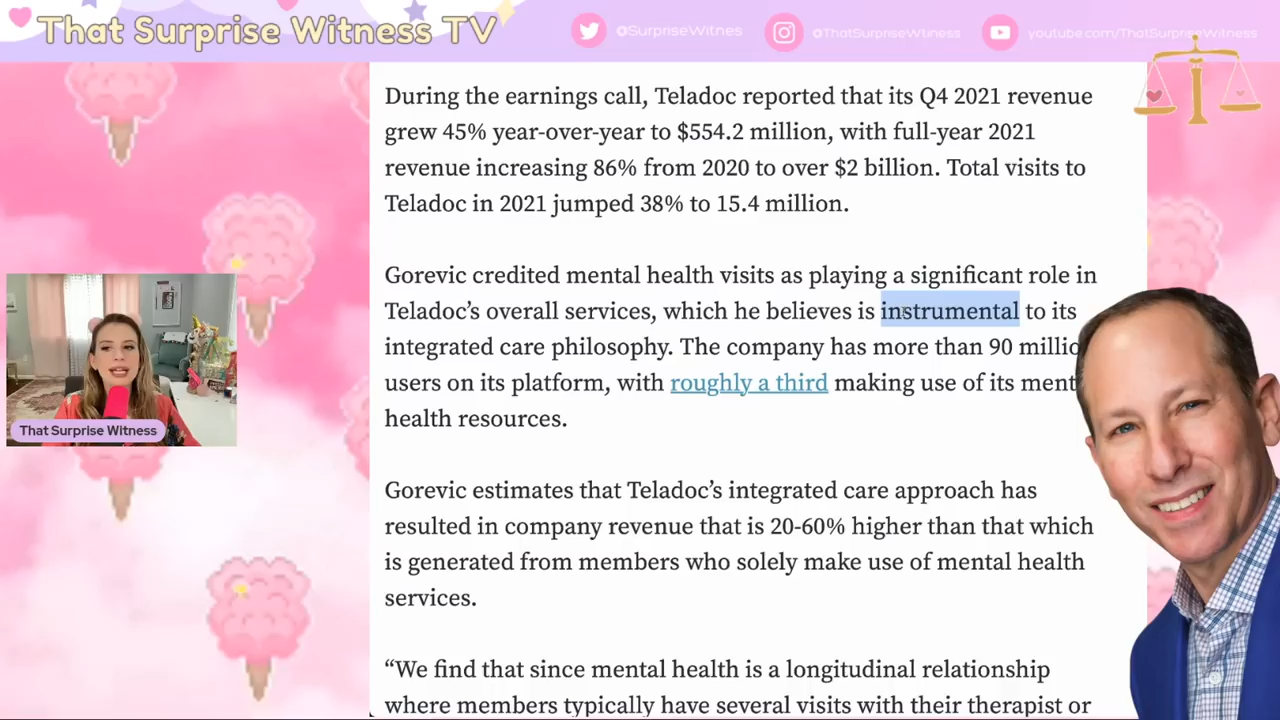 That Surprise Witness TV
@SurpriseWitnes
@ThatSurpriseWtiness
youtube.com/ThatSurpriseWitness
During the earnings call, Teladoc reported that its Q4 2021 revenue
grew 45% year-over-year to $554.2 million, with full-year 2021
revenue increasing 86% from 2020 to over $2 billion. Total visits to
Teladoc in 2021 jumped 38% to 15.4 million.
Gorevic credited mental health visits as playing a significant role in
Teladoc’s overall services, which he believes is instrumental to its
integrated care philosophy. The company has more than 90 millio
users on its platform, with roughly a third making use of its ment
health resources.
Gorevic estimates that Teladoc’s integrated care approach has
resulted in company revenue that is 20-60% higher than that which
is generated from members who solely make use of mental health
services.
“We find that since mental health is a longitudinal relationship
where members typically have several visits with their therapist or
That Surprise Witness